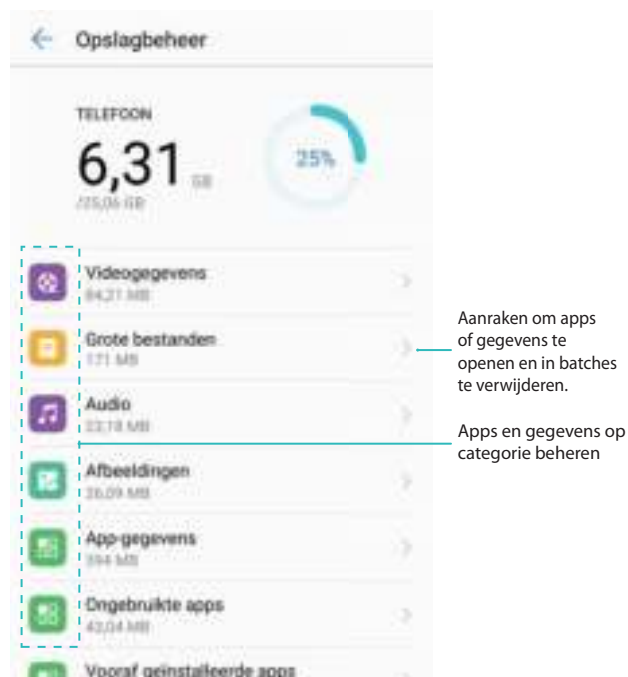 Opslagbeheer
TELEFOON
6,31 GB
/25,06 GB
25%
Videogegevens
84,21 MB
Grote bestanden
171 MB
Audio
MB
Afbeeldingen
26,09 MB
App-gegevens
394 MB
Ongebruikte apps
43,04 MB
Vooraf geïnstalleerde apps
Aanraken om apps
of gegevens te
openen en in batches
te verwijderen.
Apps en gegevens op
categorie beheren